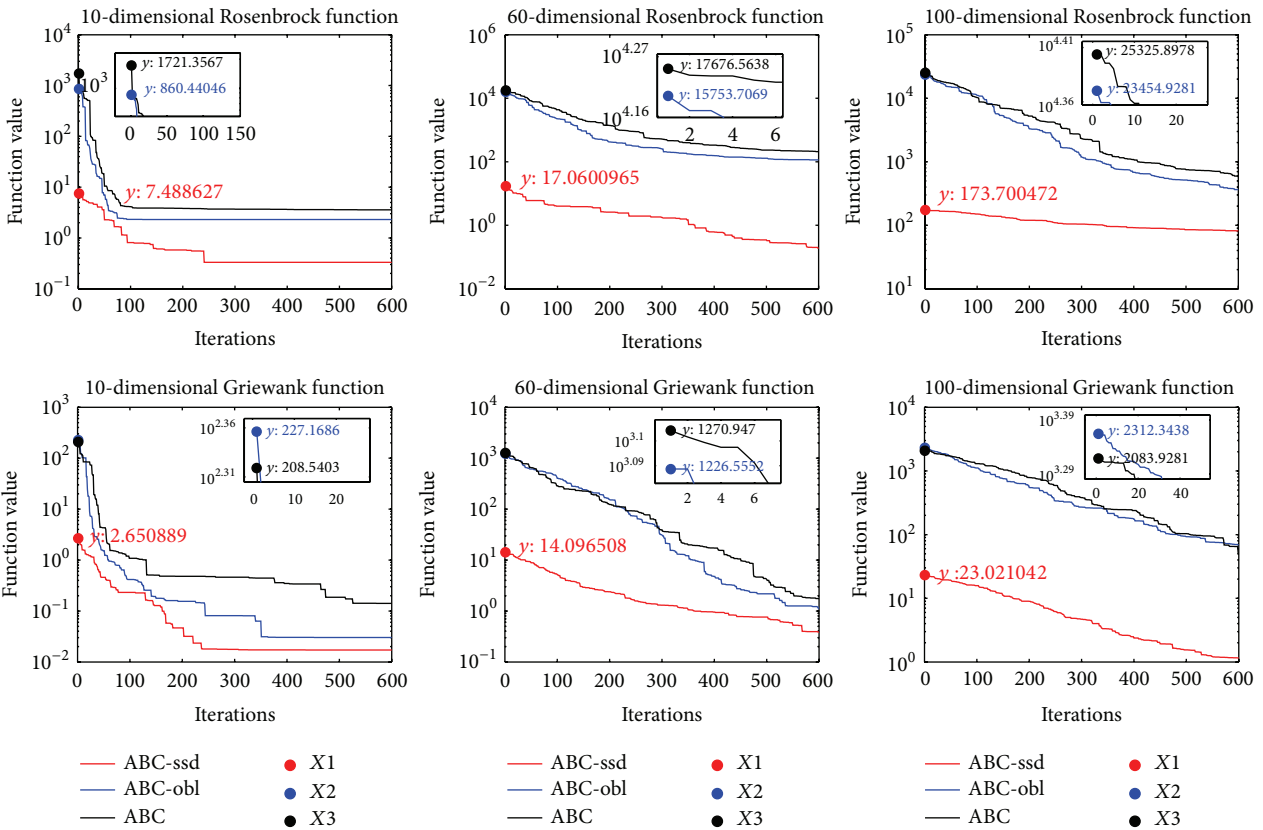 10-dimensional Rosenbrock function
10^4
10^3
10^2
10^1
10^0
10^-1
Function value
10^3
y: 1721.3567
y: 860.44046
0 50 100 150
y: 7.488627
0 100 200 300 400 500 600
Iterations
60-dimensional Rosenbrock function
10^6
10^4
10^2
10^0
10^-2
Function value
10^4.27
10^4.16
y: 17676.5638
y: 15753.7069
2 4 6
y: 17.0600965
0 100 200 300 400 500 600
Iterations
100-dimensional Rosenbrock function
10^5
10^4
10^3
10^2
10^1
Function value
10^4.41
10^4.36
y: 25325.8978
y: 23454.9281
0 10 20
y: 173.700472
0 100 200 300 400 500 600
Iterations
10-dimensional Griewank function
10^3
10^2
10^1
10^0
10^-1
10^-2
Function value
10^2.36
10^2.31
y: 227.1686
y: 208.5403
0 10 20
y: 2.650889
0 100 200 300 400 500 600
Iterations
60-dimensional Griewank function
10^4
10^3
10^2
10^1
10^0
10^-1
Function value
10^3.1
10^3.09
y: 1270.947
y: 1226.5552
2 4 6
y: 14.096508
0 100 200 300 400 500 600
Iterations
100-dimensional Griewank function
10^4
10^3
10^2
10^1
10^0
Function value
10^3.39
10^3.29
y: 2312.3438
y: 2083.9281
0 20 40
y :23.021042
0 100 200 300 400 500 600
Iterations
ABC-ssd X1
ABC-obl X2
ABC X3
ABC-ssd X1
ABC-obl X2
ABC X3
ABC-ssd X1
ABC-obl X2
ABC X3